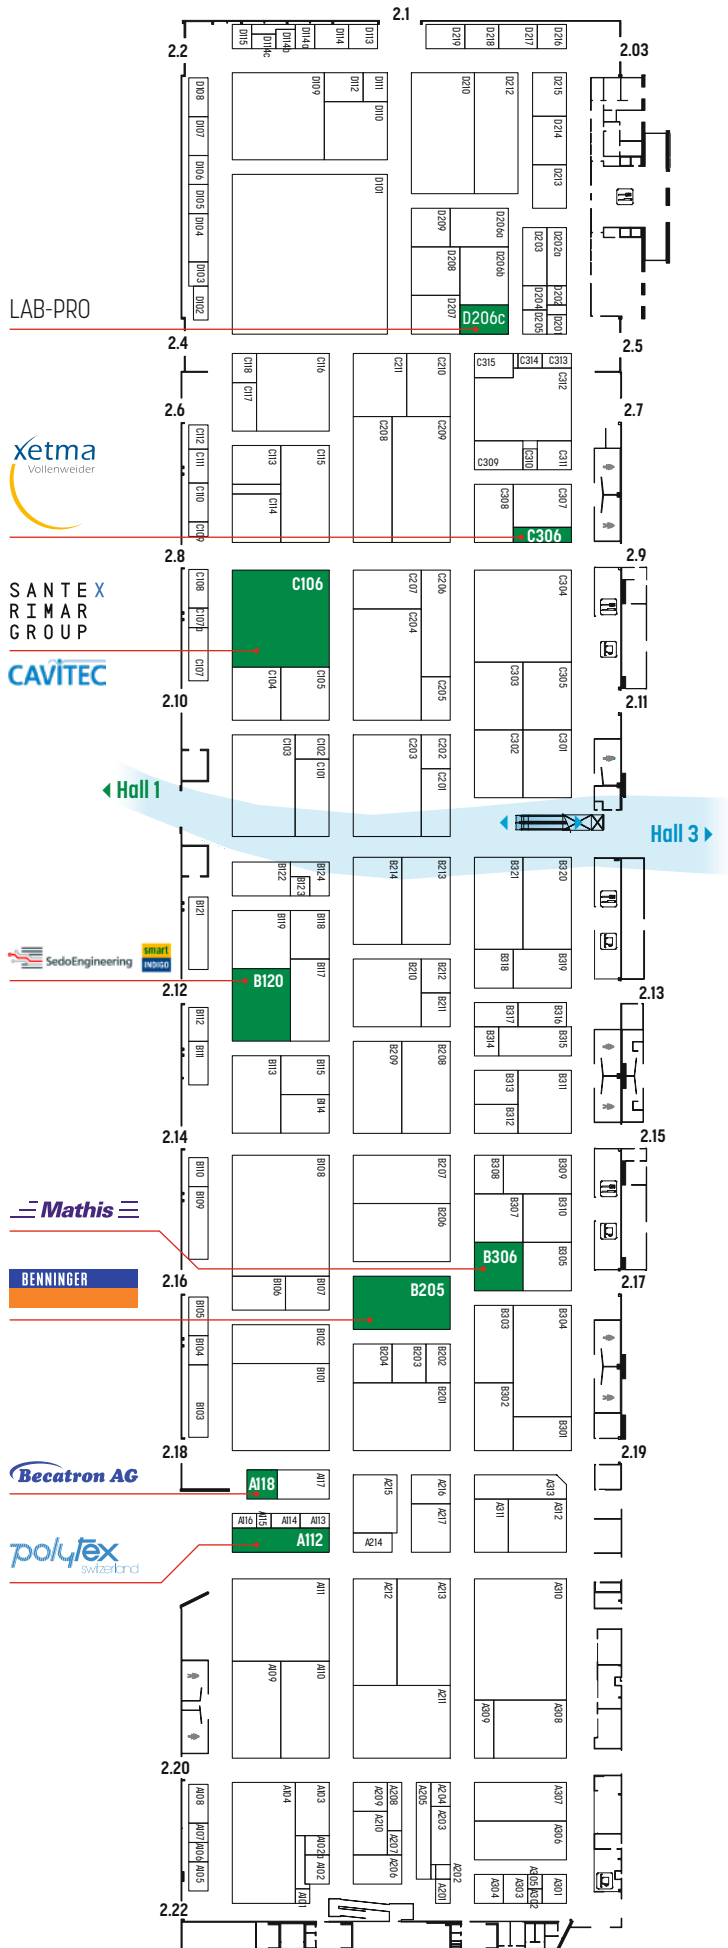 2.1
D115
D114c
D114b
D114a
D114
D113
D219
D218
D217
D216
2.2
2.03
D108
D107
D106
D105
D104
D103
D102
D109
D112
D111
D110
D101
D210
D212
D215
D214
D213
D209
D206a
D208
D206b
D207
D206c
D203
D202a
D204
D202
D205
D201
LAB-PRO
2.4
2.5
C118
C117
C116
C211
C210
C315
C314
C313
C312
2.6
2.7
C112
C111
C110
C109
C113
C115
C114
C208
C209
C309
C310
C311
C308
C307
C306
xetma
Vollenweider
2.8
2.9
SANTEX
RIMAR
GROUP
CAVITEC
C108
C107a
C107
C106
C104
C105
C207
C206
C204
C205
C304
C303
C305
C302
C301
2.10
2.11
C103
C102
C101
C203
C202
C201
Hall 1
Hall 3
B122
B123
B124
B121
B119
B118
B117
B120
B214
B213
B321
B320
B318
B319
SedoEngineering
smart
INDIGO
2.12
2.13
B112
B111
B210
B212
B211
B317
B316
B314
B315
B113
B115
B114
B209
B208
B313
B312
B311
2.14
2.15
B110
B109
B108
B207
B206
B308
B309
B307
B310
B306
B305
Mathis
BENNINGER
2.16
2.17
B106
B107
B205
B105
B104
B103
B102
B101
B204
B203
B202
B201
B303
B304
B302
B301
2.18
2.19
Becatron AG
A118
A117
A215
A216
A217
A214
A313
A311
A312
A116
A115
A114
A113
A112
polytex
switzerland
A111
A109
A110
A212
A213
A211
A310
A309
A308
2.20
A108
A107
A106
A105
A104
A103
A102a
A102
A101
A209
A208
A210
A207
A206
A205
A204
A203
A202
A201
A307
A306
A304
A303
A305
A302
A301
2.22